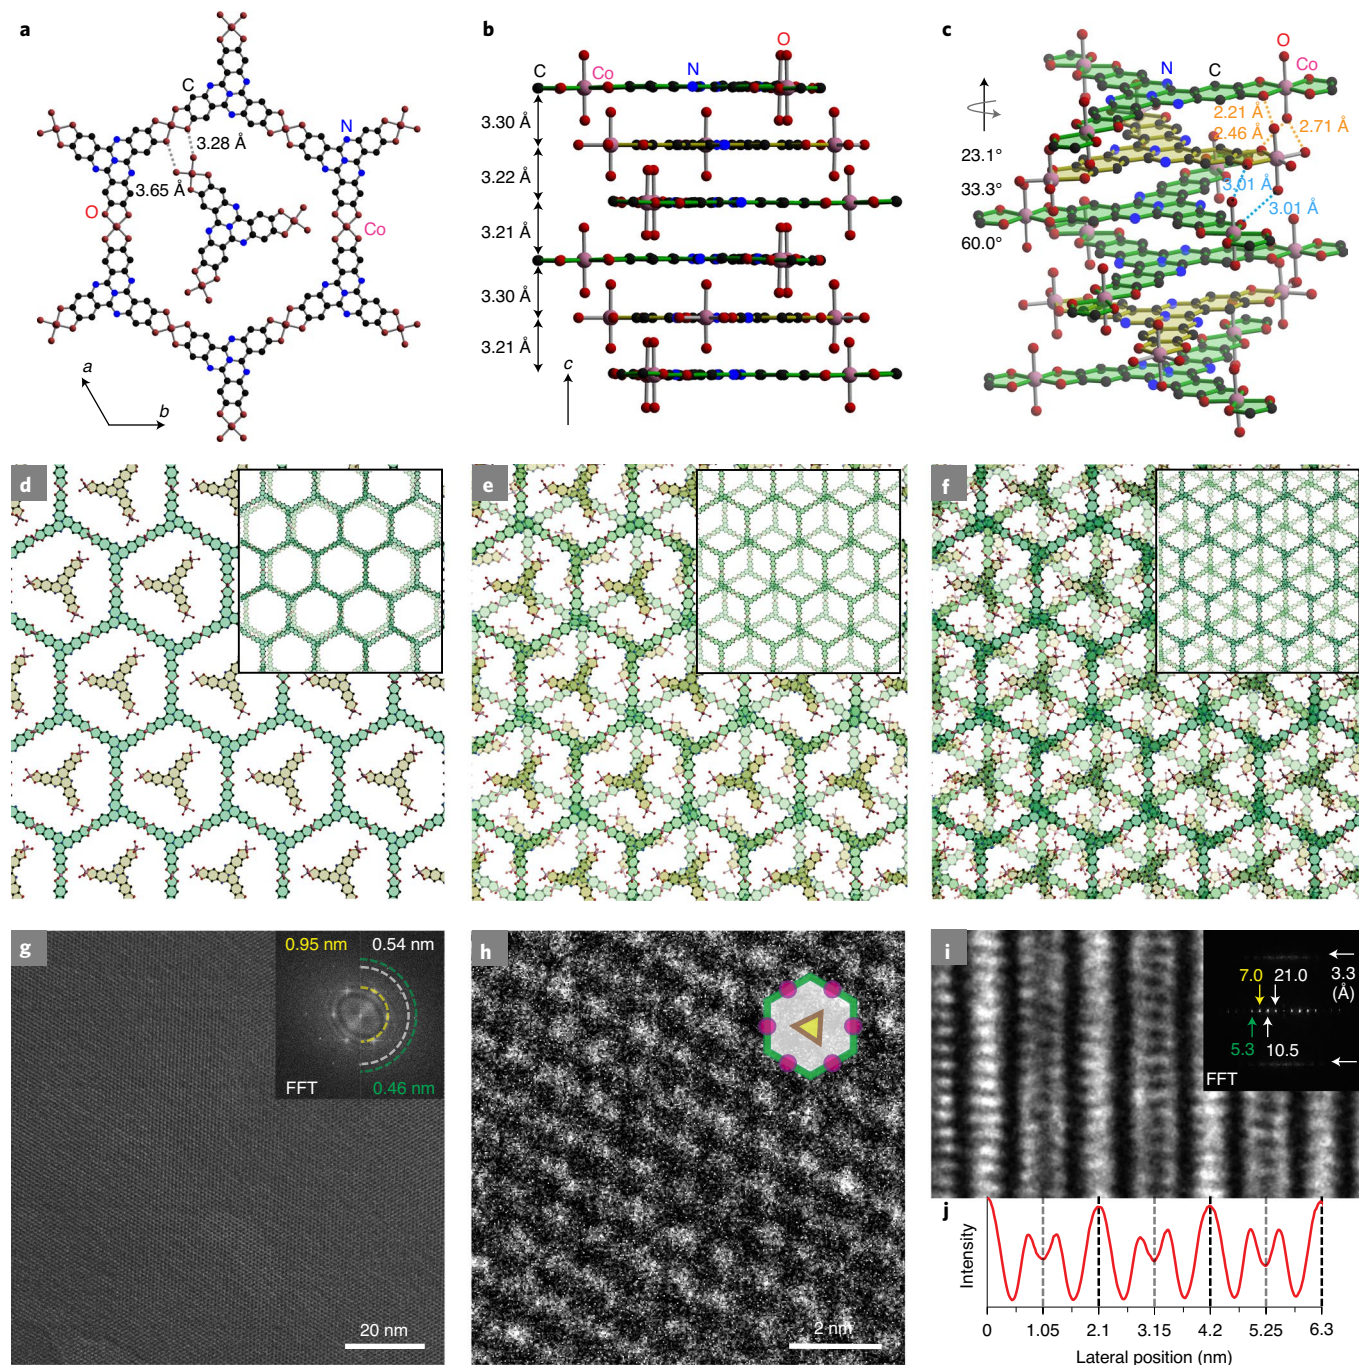 a
C
N
3.28 Å
3.65 Å
O
Co
a
b
b
O
C
Co
N
3.30 Å
3.22 Å
3.21 Å
3.30 Å
3.21 Å
c
c
O
N
C
Co
2.21 Å
2.46 Å
2.71 Å
23.1°
33.3°
60.0°
3.01 Å
3.01 Å
d
e
f
g
0.95 nm
0.54 nm
FFT
0.46 nm
20 nm
h
2 nm
i
7.0
21.0
3.3
(Å)
5.3
10.5
FFT
j
Intensity
0 1.05 2.1 3.15 4.2 5.25 6.3
Lateral position (nm)